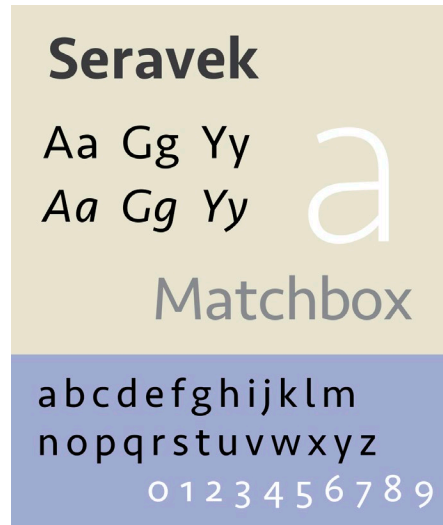 Seravek
Aa Gg Yy
Aa Gg Yy
a
Matchbox
abcdefghijklm
nopqrstuvwxyz
0123456789